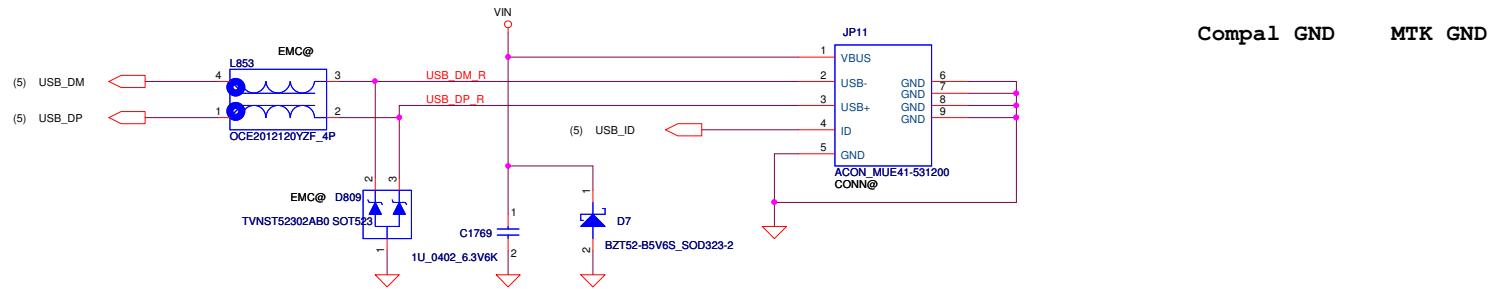 VIN
JP11
Compal GND MTK GND
EMC@
L853
1 VBUS
(5) USB_DM 4 3 USB_DM_R 2 USB- GND 6
GND 7
(5) USB_DP 1 2 USB_DP_R 3 USB+ GND 8
GND 9
OCE2012120YZF_4P
(5) USB_ID 4 ID
5 GND
ACON_MUE41-531200
CONN@
2 3
EMC@ D809
1 1
TVNST52302AB0 SOT523
D7
C1769
BZT52-B5V6S_SOD323-2
1 2 2
1U_0402_6.3V6K